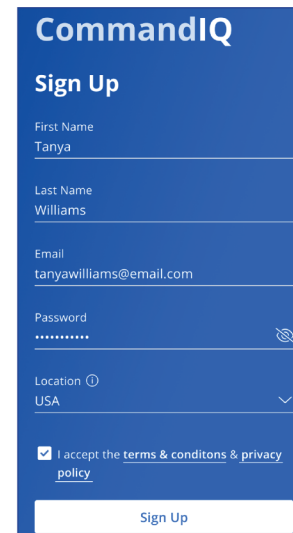 CommandIQ
Sign Up
First Name
Tanya
Last Name
Williams
Email
tanyawilliams@email.com
Password
•••••••••••
Location ⓘ
USA
I accept the terms & conditons & privacy
policy
Sign Up